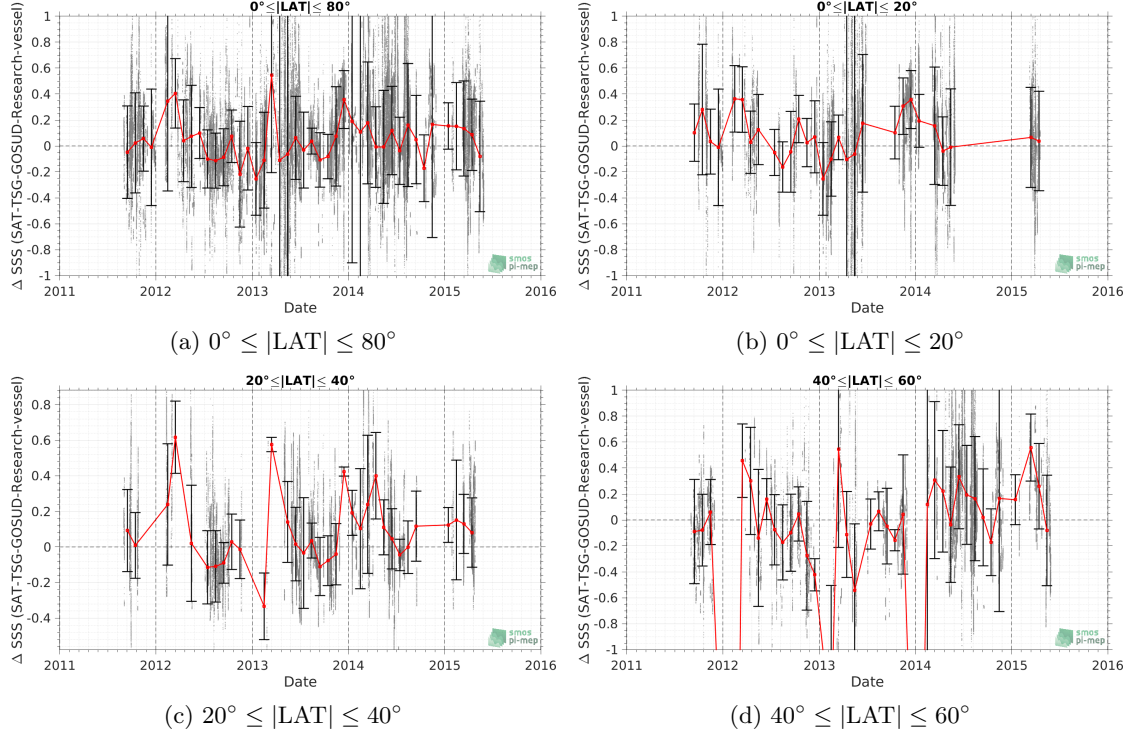 0°≤|LAT|≤ 80°
Δ SSS (SAT-TSG-GOSUD-Research-vessel)
1
0.8
0.6
0.4
0.2
0
-0.2
-0.4
-0.6
-0.8
-1
smos
pi-mep
2011 2012 2013 2014 2015 2016
Date
(a) 0° ≤ |LAT| ≤ 80°
0°≤|LAT|≤ 20°
Δ SSS (SAT-TSG-GOSUD-Research-vessel)
1
0.8
0.6
0.4
0.2
0
-0.2
-0.4
-0.6
-0.8
-1
smos
pi-mep
2011 2012 2013 2014 2015 2016
Date
(b) 0° ≤ |LAT| ≤ 20°
20°≤|LAT|≤ 40°
Δ SSS (SAT-TSG-GOSUD-Research-vessel)
0.8
0.6
0.4
0.2
0
-0.2
-0.4
smos
pi-mep
2011 2012 2013 2014 2015 2016
Date
(c) 20° ≤ |LAT| ≤ 40°
40°≤|LAT|≤ 60°
Δ SSS (SAT-TSG-GOSUD-Research-vessel)
1
0.8
0.6
0.4
0.2
0
-0.2
-0.4
-0.6
-0.8
-1
smos
pi-mep
2011 2012 2013 2014 2015 2016
Date
(d) 40° ≤ |LAT| ≤ 60°